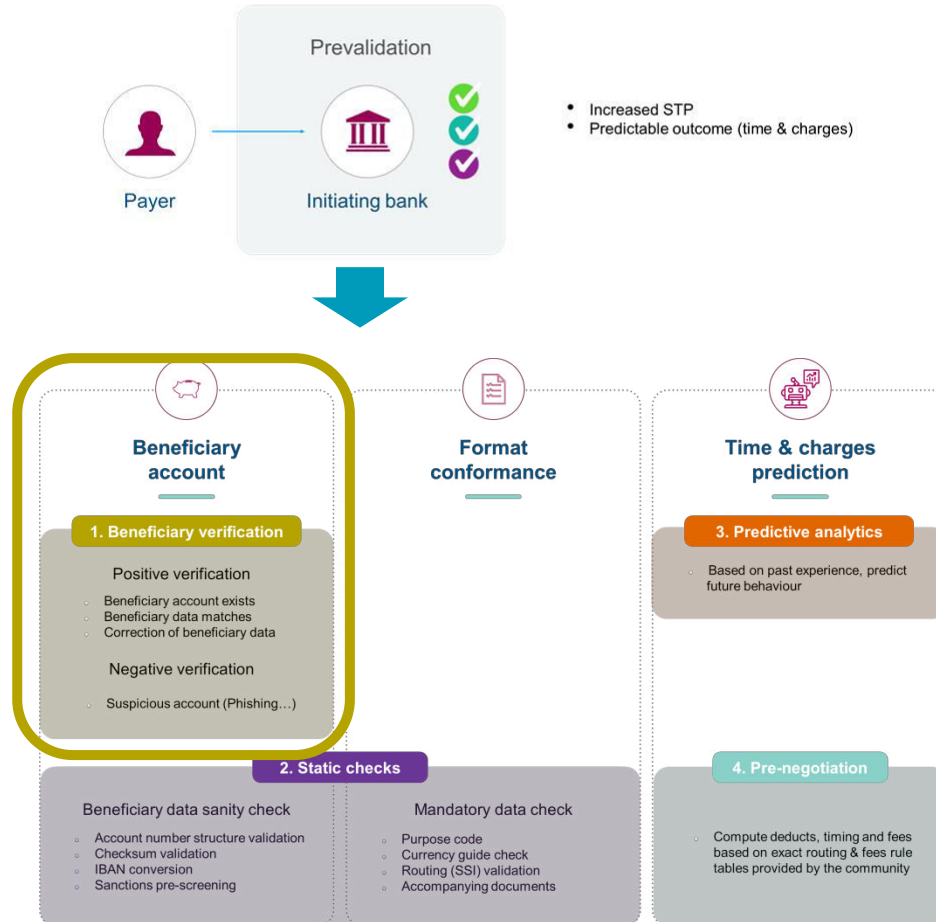 Prevalidation
Payer
Initiating bank
• Increased STP
• Predictable outcome (time & charges)
Beneficiary
account
1. Beneficiary verification
Positive verification
Beneficiary account exists
Beneficiary data matches
Correction of beneficiary data
Negative verification
Suspicious account (Phishing…)
Format
conformance
Time & charges
prediction
3. Predictive analytics
Based on past experience, predict
future behaviour
2. Static checks
Beneficiary data sanity check
Account number structure validation
Checksum validation
IBAN conversion
Sanctions pre-screening
Mandatory data check
Purpose code
Currency guide check
Routing (SSI) validation
Accompanying documents
4. Pre-negotiation
Compute deducts, timing and fees
based on exact routing & fees rule
tables provided by the community